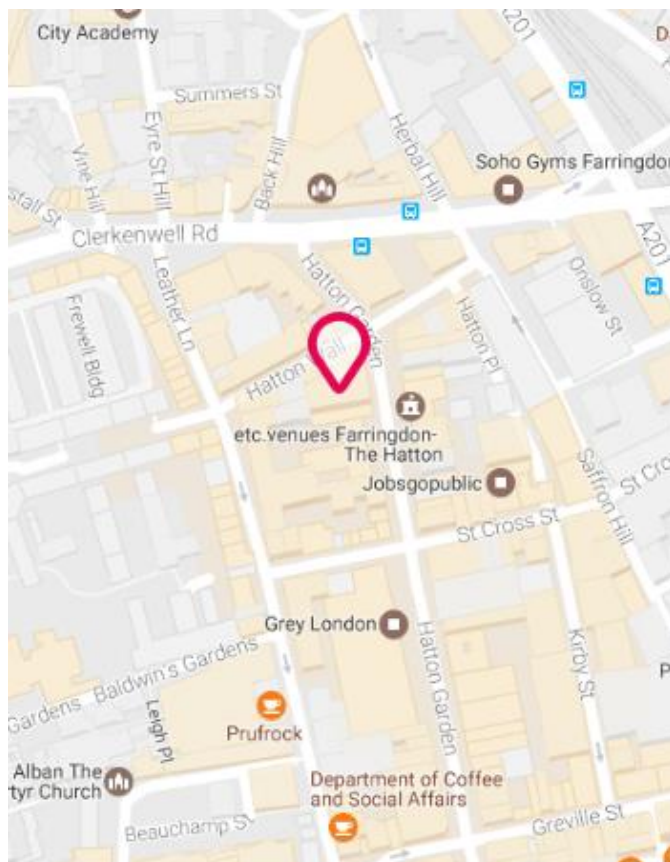 City Academy
A201
D
Summers St
Eyre St Hill
Vine Hill
Back Hill
Herbal Hill
Soho Gyms Farringdon
stall St
Clerkenwell Rd
A201
Leather Ln
Hatton Garden
Onslow St
Frewell Bldg
Hatton Pl
Hatton
etc.venues Farringdon-
The Hatton
Jobsgopublic
St Cross St
St Cro
Saffron Hill
Grey London
Hatton Garden
Kirby St
Baldwin's Gardens
Gardens
P
Leigh Pl
Prufrock
Alban The
tyr Church
Department of Coffee
and Social Affairs
Beauchamp St
Greville St